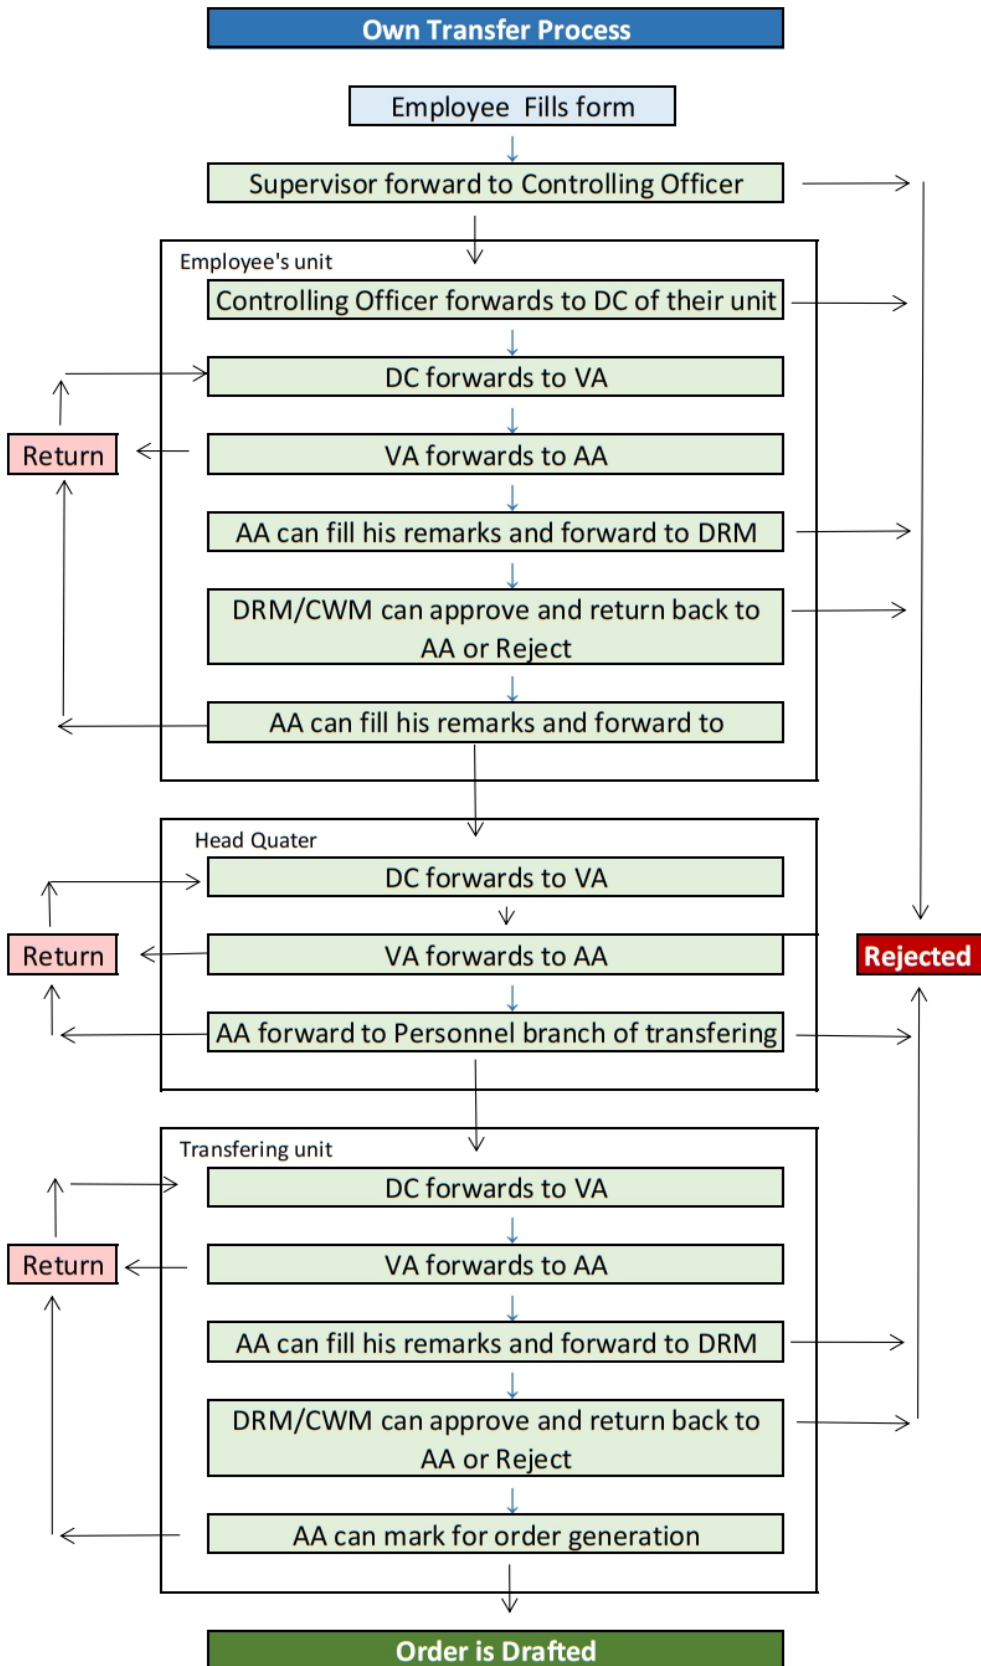 Own Transfer Process
Employee Fills form
Supervisor forward to Controlling Officer
Employee's unit
Controlling Officer forwards to DC of their unit
DC forwards to VA
Return
VA forwards to AA
AA can fill his remarks and forward to DRM
DRM/CWM can approve and return back to
AA or Reject
AA can fill his remarks and forward to
Head Quater
DC forwards to VA
Return
VA forwards to AA
Rejected
AA forward to Personnel branch of transfering
Transfering unit
DC forwards to VA
Return
VA forwards to AA
AA can fill his remarks and forward to DRM
DRM/CWM can approve and return back to
AA or Reject
AA can mark for order generation
Order is Drafted